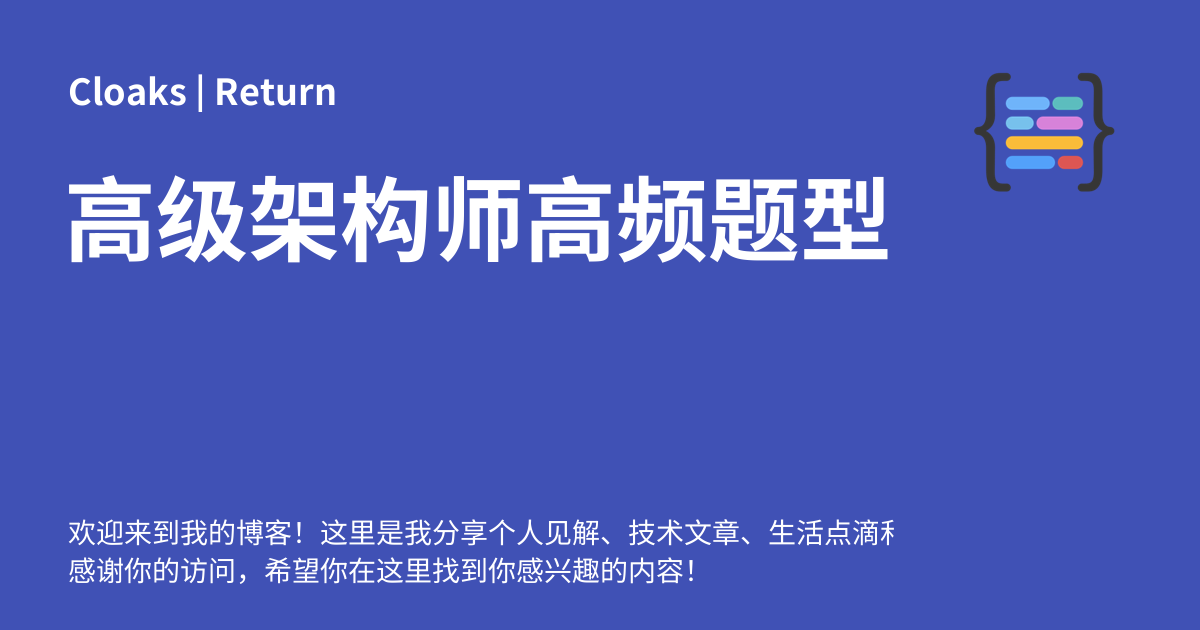 Cloaks | Return
高级架构师高频题型
欢迎来到我的博客！这里是我分享个人见解、技术文章、生活点滴
感谢你的访问，希望你在这里找到你感兴趣的内容！